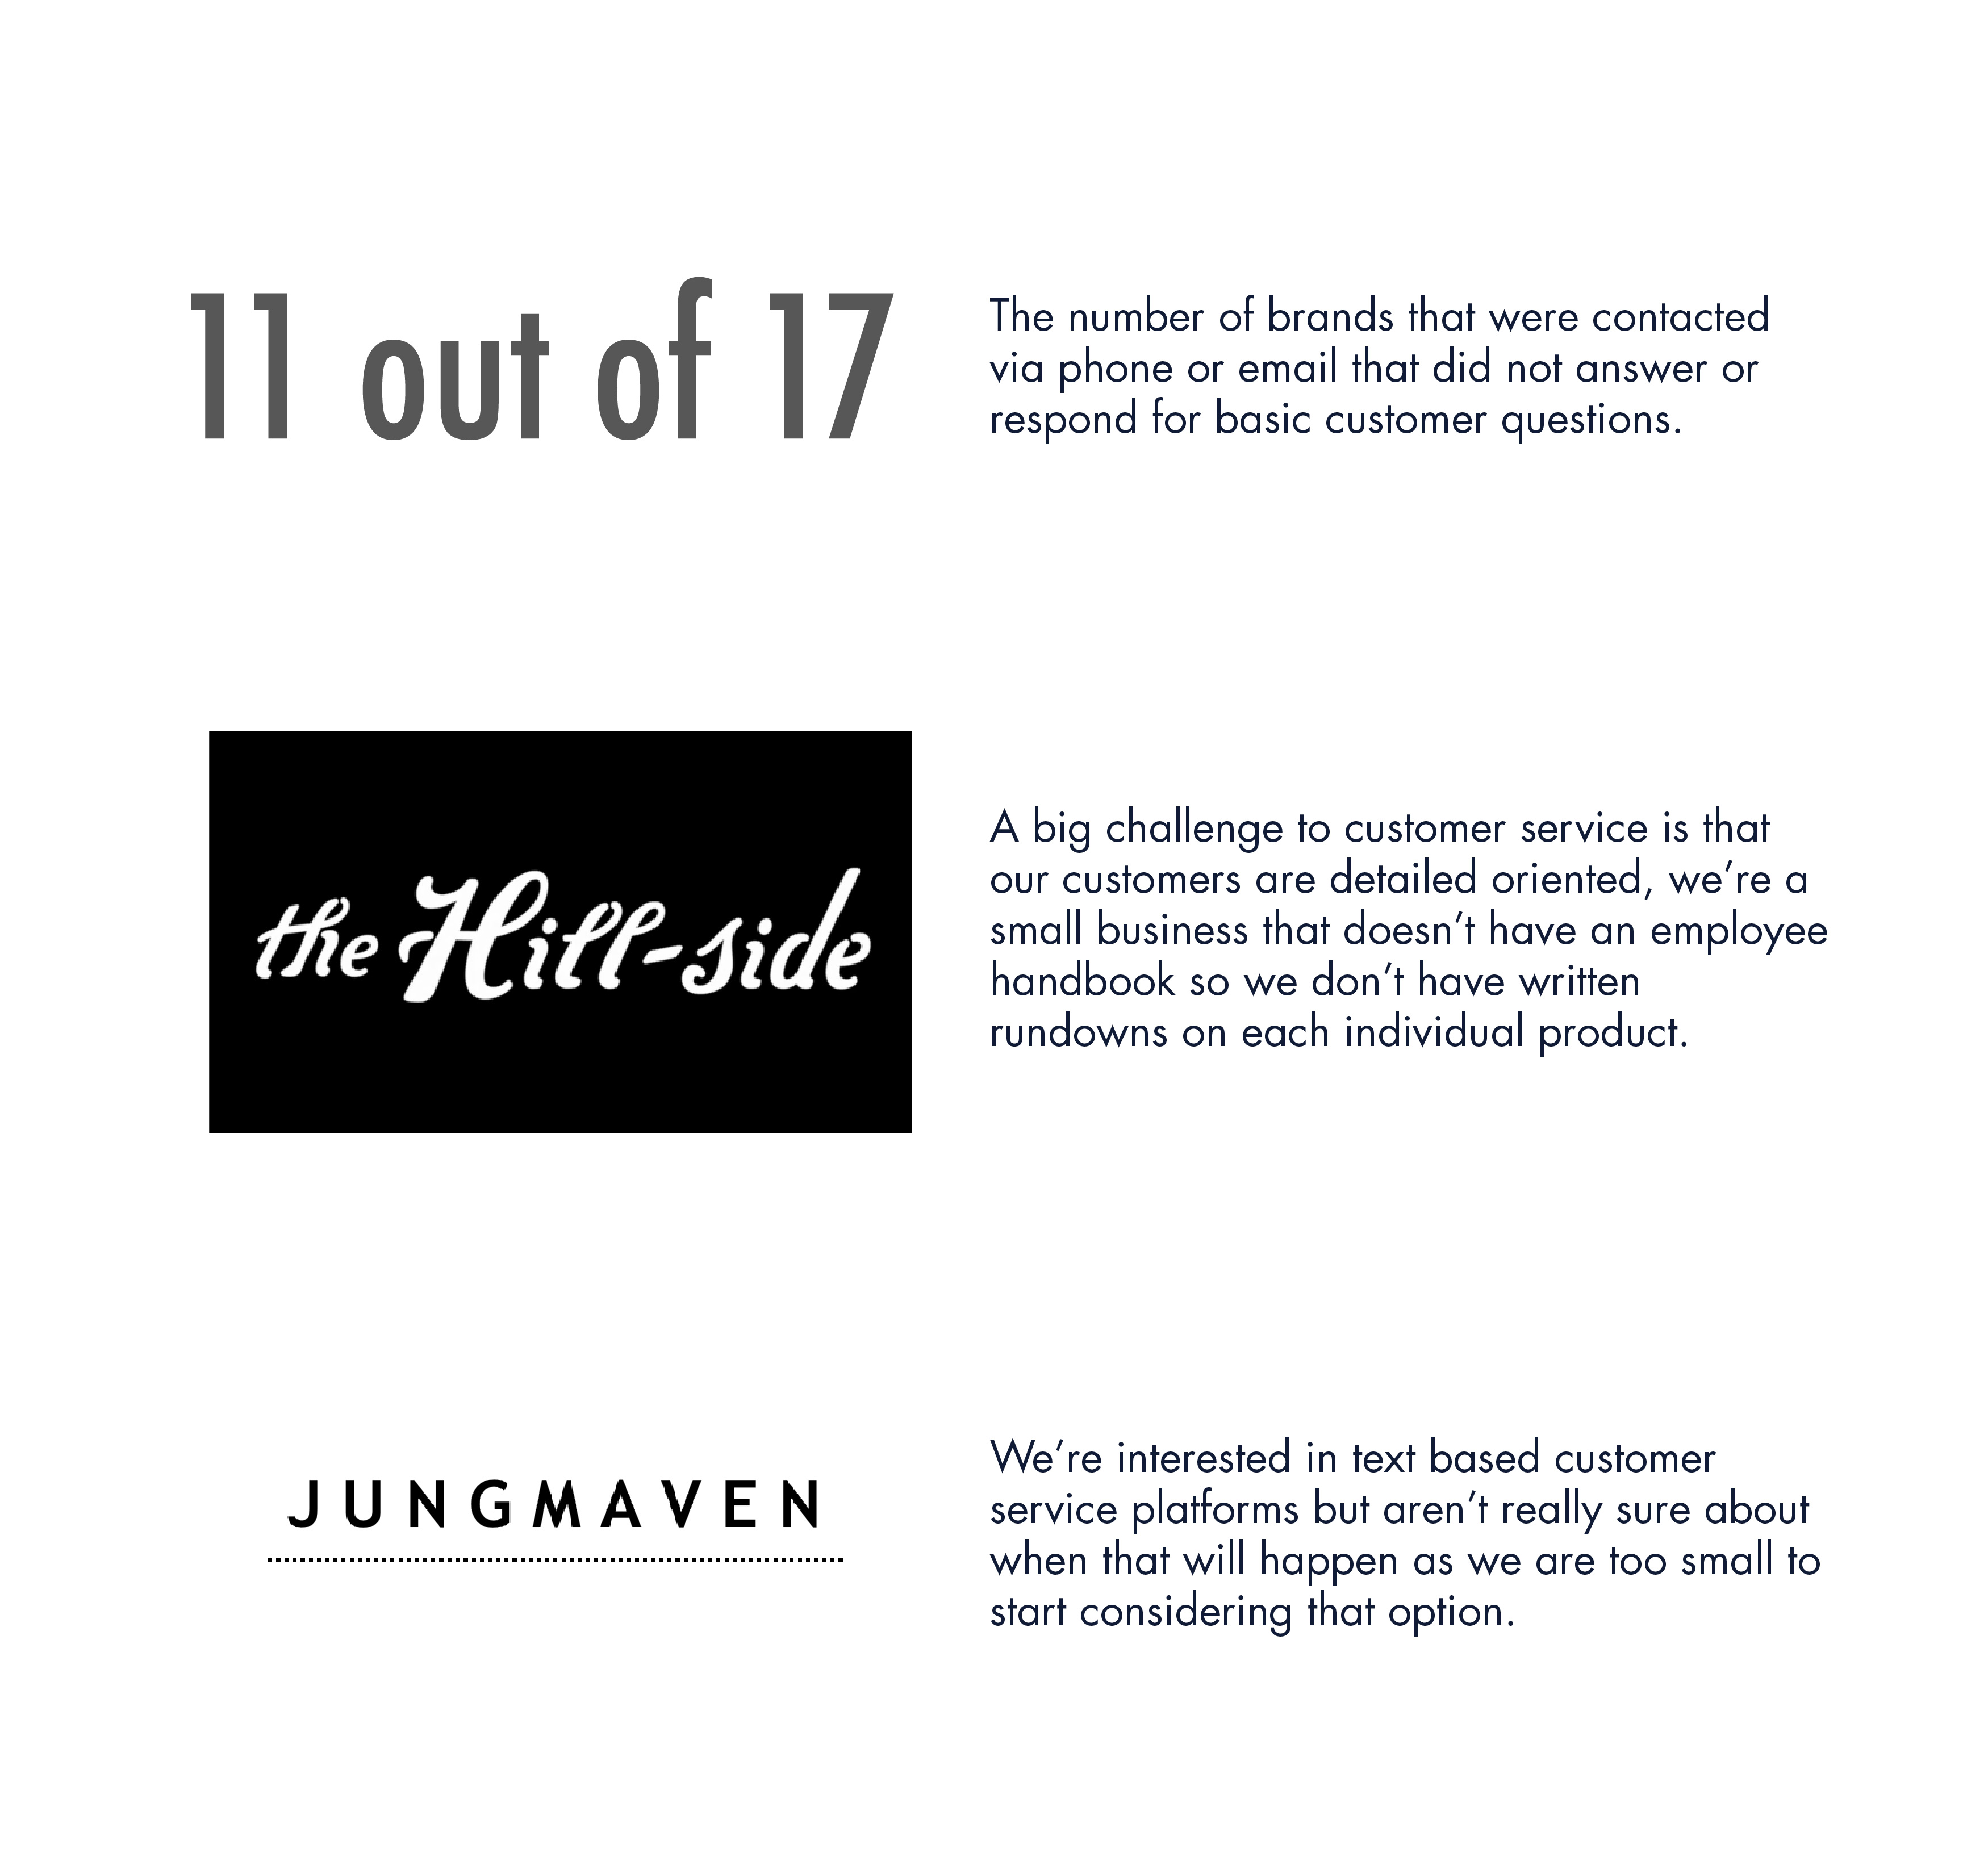 11 out of 17
The number of brands that were contacted
via phone or email that did not answer or
respond for basic customer questions.
the Hill-side
A big challenge to customer service is that
our customers are detailed oriented, we’re a
small business that doesn’t have an employee
handbook so we don’t have written
rundowns on each individual product.
JUNGMAVEN
We’re interested in text based customer
service platforms but aren’t really sure about
when that will happen as we are too small to
start considering that option.